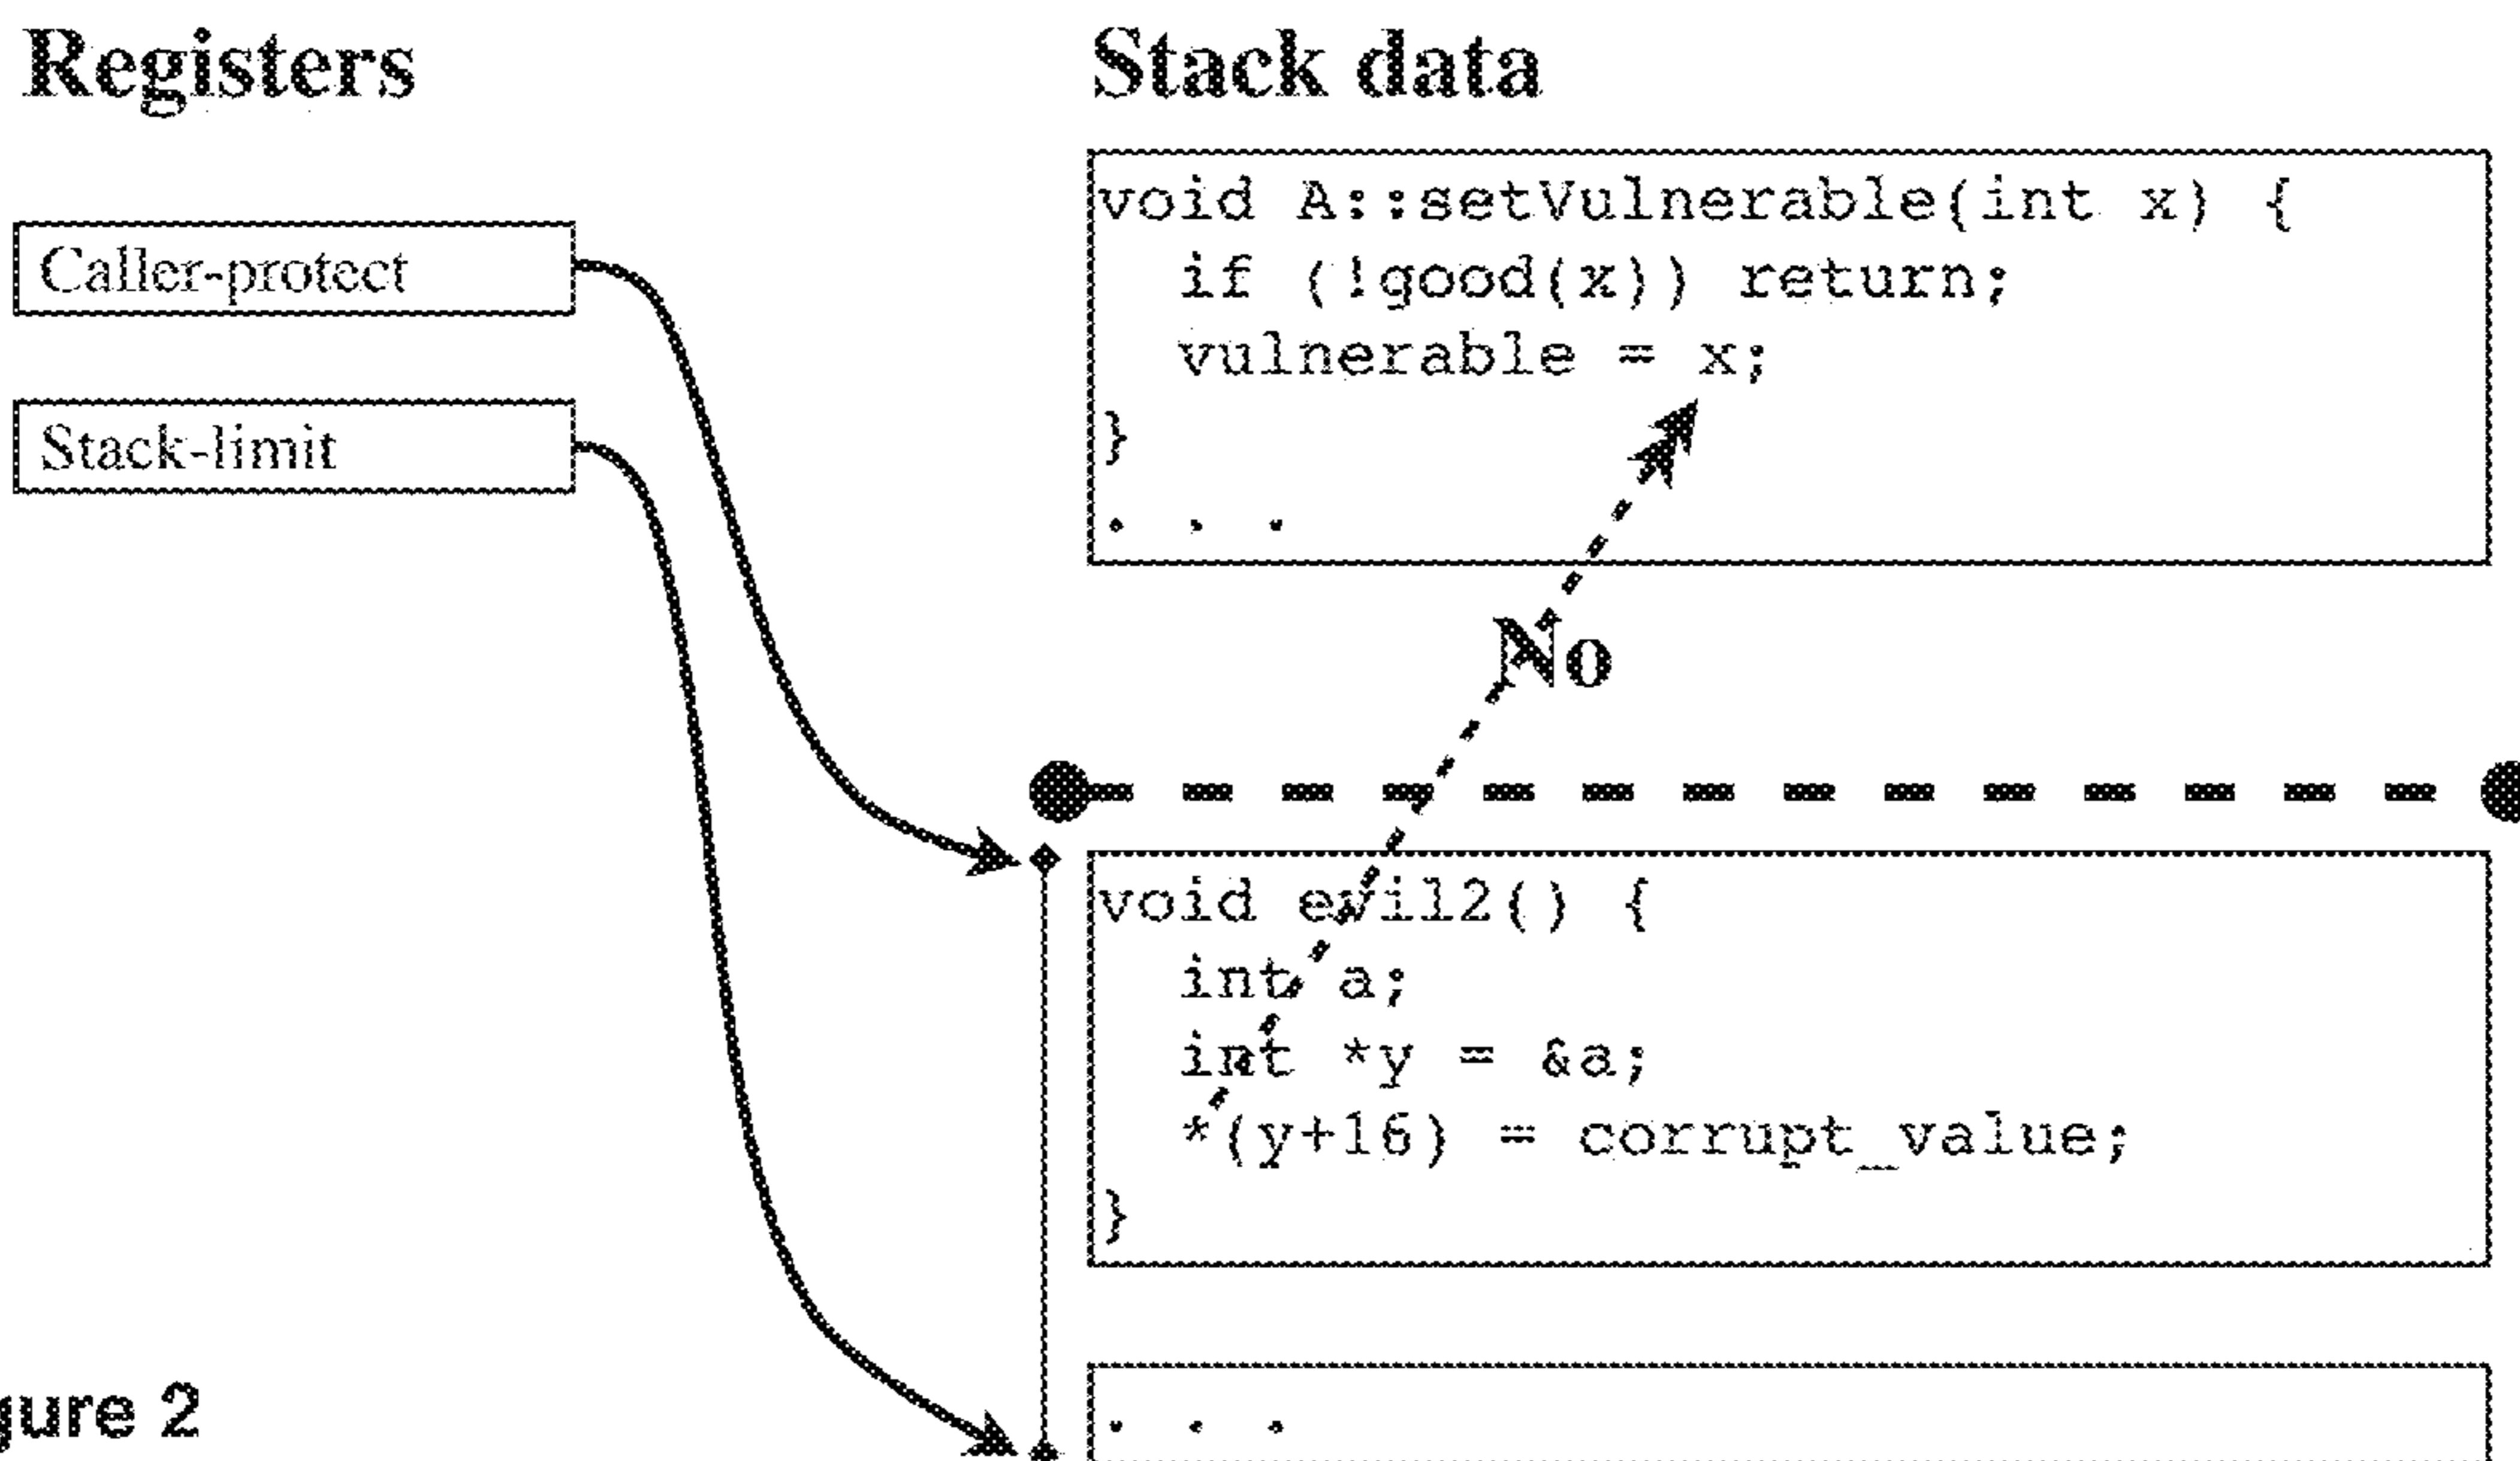 Registers
Caller-protect
Stack-limit
Stack data
void A::setVulnerable(int x) {
if (!good(x)) return;
vulnerable = x;
}
. . .
No
void evil2() {
int a;
int *y = &a;
*(y+16) = corrupt_value;
}
. . .
gure 2